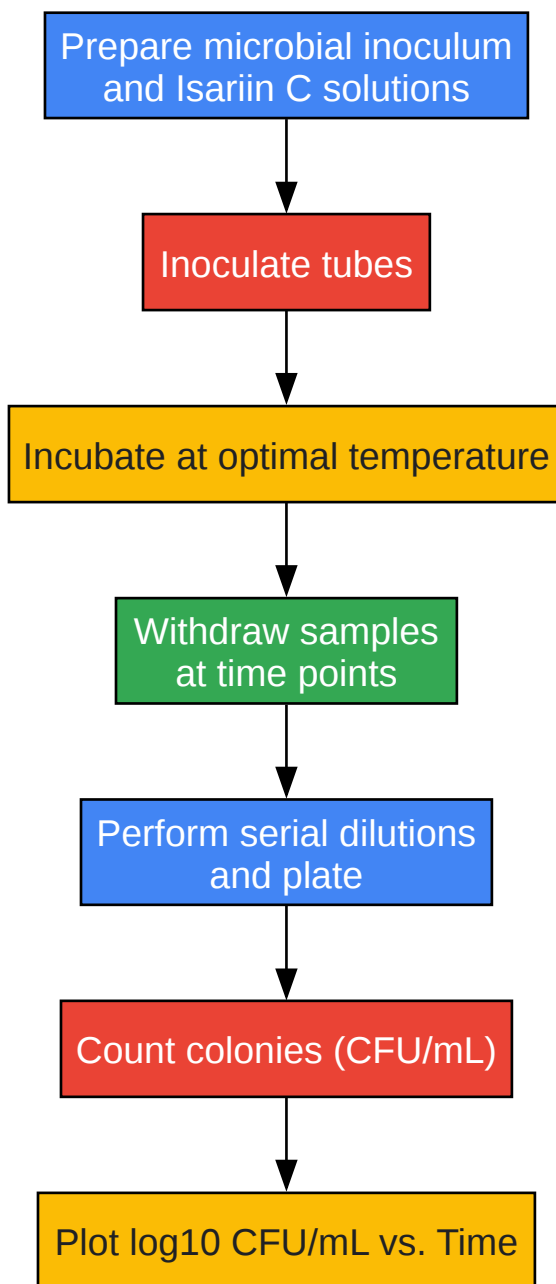 Prepare microbial inoculum
and Isariin C solutions
Inoculate tubes
Incubate at optimal temperature
Withdraw samples
at time points
Perform serial dilutions
and plate
Count colonies (CFU/mL)
Plot log10 CFU/mL vs. Time